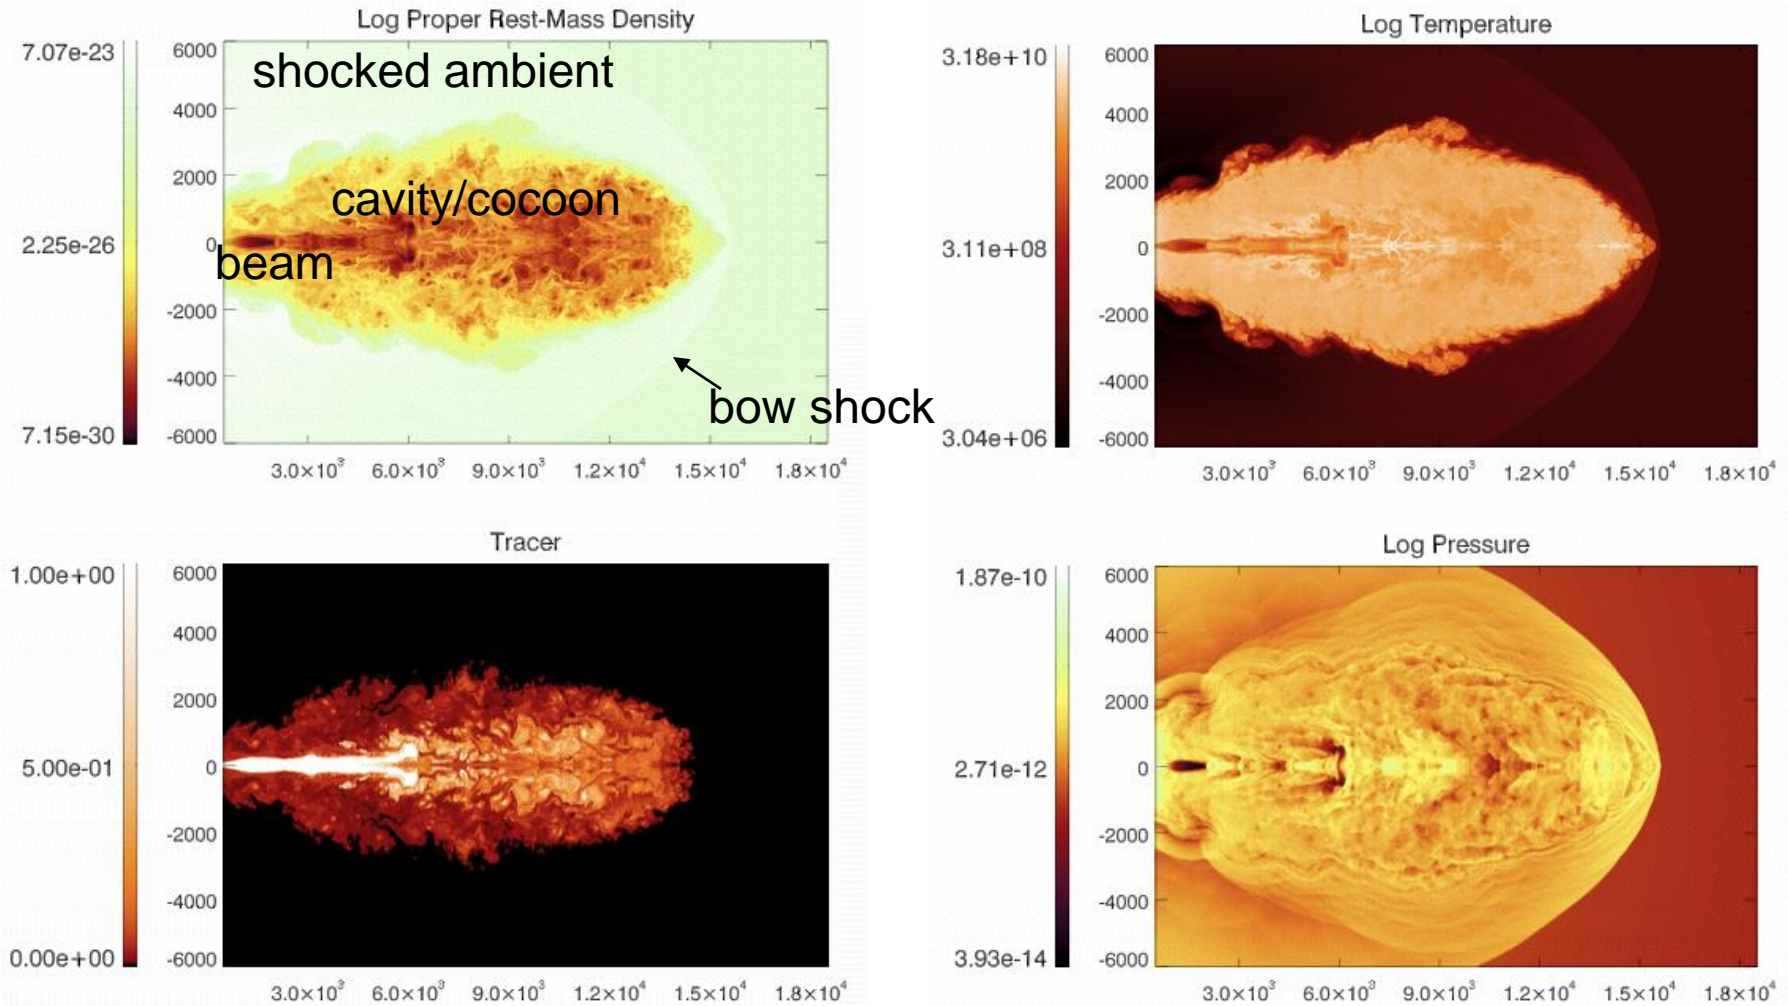 Log Proper Rest-Mass Density
7.07e-23
2.25e-26
7.15e-30
6000
4000
2000
0
-2000
-4000
-6000
shocked ambient
cavity/cocoon
beam
bow shock
3.0×10³ 6.0×10³ 9.0×10³ 1.2×10⁴ 1.5×10⁴ 1.8×10⁴
Log Temperature
3.18e+10
3.11e+08
3.04e+06
6000
4000
2000
0
-2000
-4000
-6000
3.0×10³ 6.0×10³ 9.0×10³ 1.2×10⁴ 1.5×10⁴ 1.8×10⁴
Tracer
1.00e+00
5.00e-01
0.00e+00
6000
4000
2000
0
-2000
-4000
-6000
3.0×10³ 6.0×10³ 9.0×10³ 1.2×10⁴ 1.5×10⁴ 1.8×10⁴
Log Pressure
1.87e-10
2.71e-12
3.93e-14
6000
4000
2000
0
-2000
-4000
-6000
3.0×10³ 6.0×10³ 9.0×10³ 1.2×10⁴ 1.5×10⁴ 1.8×10⁴